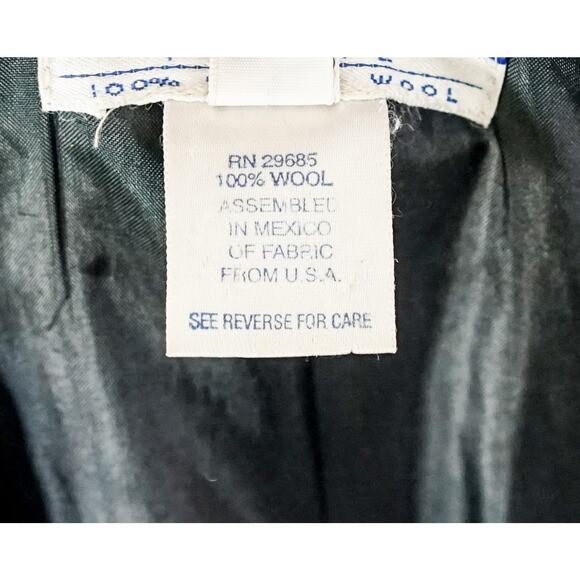 100% WOOL
RN 29685
100% WOOL
ASSEMBLED
IN MEXICO
OF FABRIC
FROM U.S.A.
SEE REVERSE FOR CARE